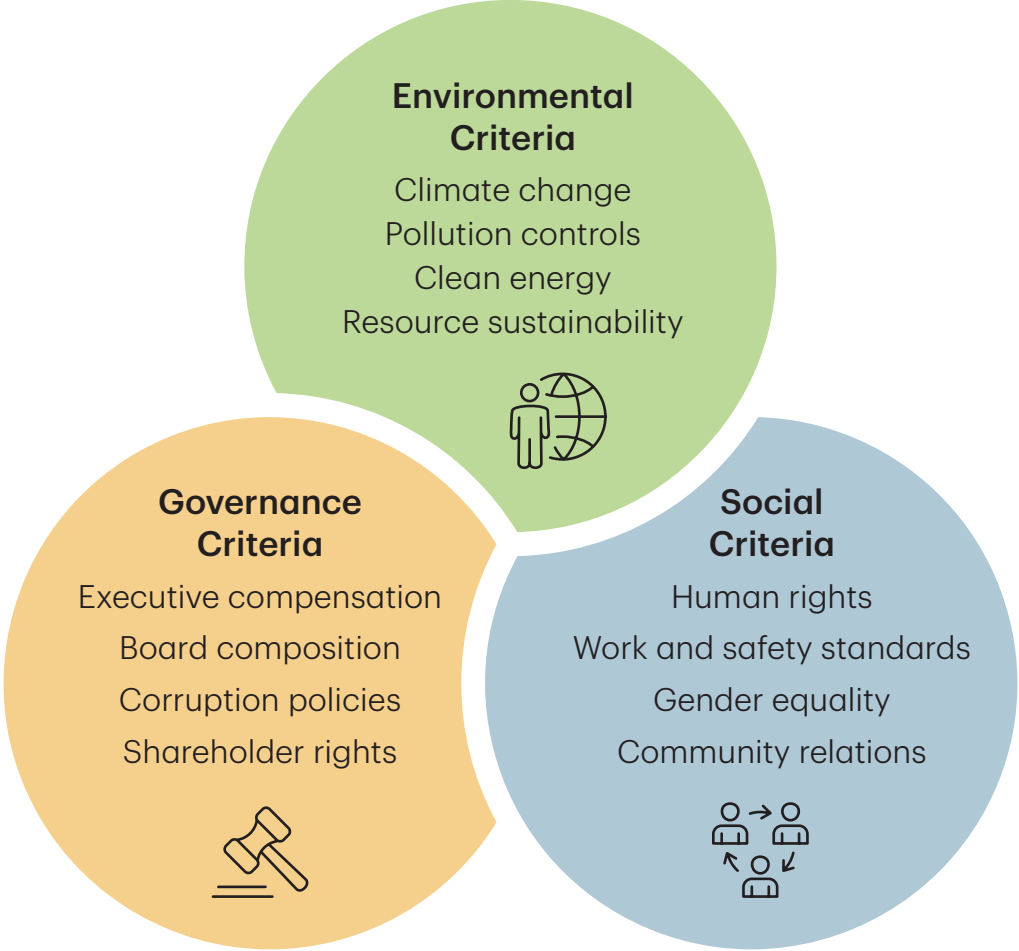 Environmental
Criteria
Climate change
Pollution controls
Clean energy
Resource sustainability
Governance
Criteria
Executive compensation
Board composition
Corruption policies
Shareholder rights
Social
Criteria
Human rights
Work and safety standards
Gender equality
Community relations